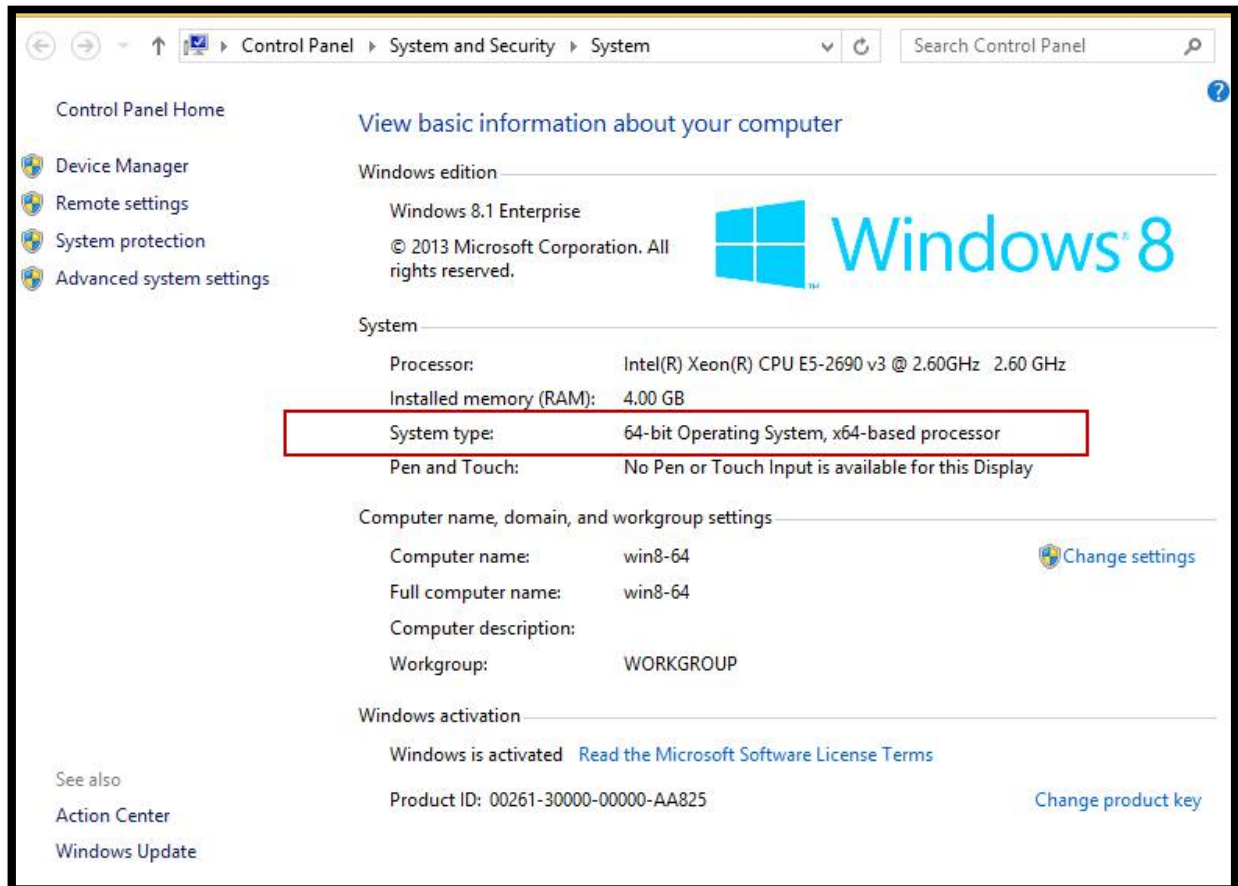 Control Panel System and Security System Search Control Panel
?
Control Panel Home
Device Manager
Remote settings
System protection
Advanced system settings
See also
Action Center
Windows Update
View basic information about your computer
Windows edition
Windows 8.1 Enterprise
© 2013 Microsoft Corporation. All
rights reserved.
Windows® 8
TM
System
Processor: Intel(R) Xeon(R) CPU E5-2690 v3 @ 2.60GHz 2.60 GHz
Installed memory (RAM): 4.00 GB
System type: 64-bit Operating System, x64-based processor
Pen and Touch: No Pen or Touch Input is available for this Display
Computer name, domain, and workgroup settings
Computer name: win8-64 Change settings
Full computer name: win8-64
Computer description:
Workgroup: WORKGROUP
Windows activation
Windows is activated Read the Microsoft Software License Terms
Product ID: 00261-30000-00000-AA825 Change product key